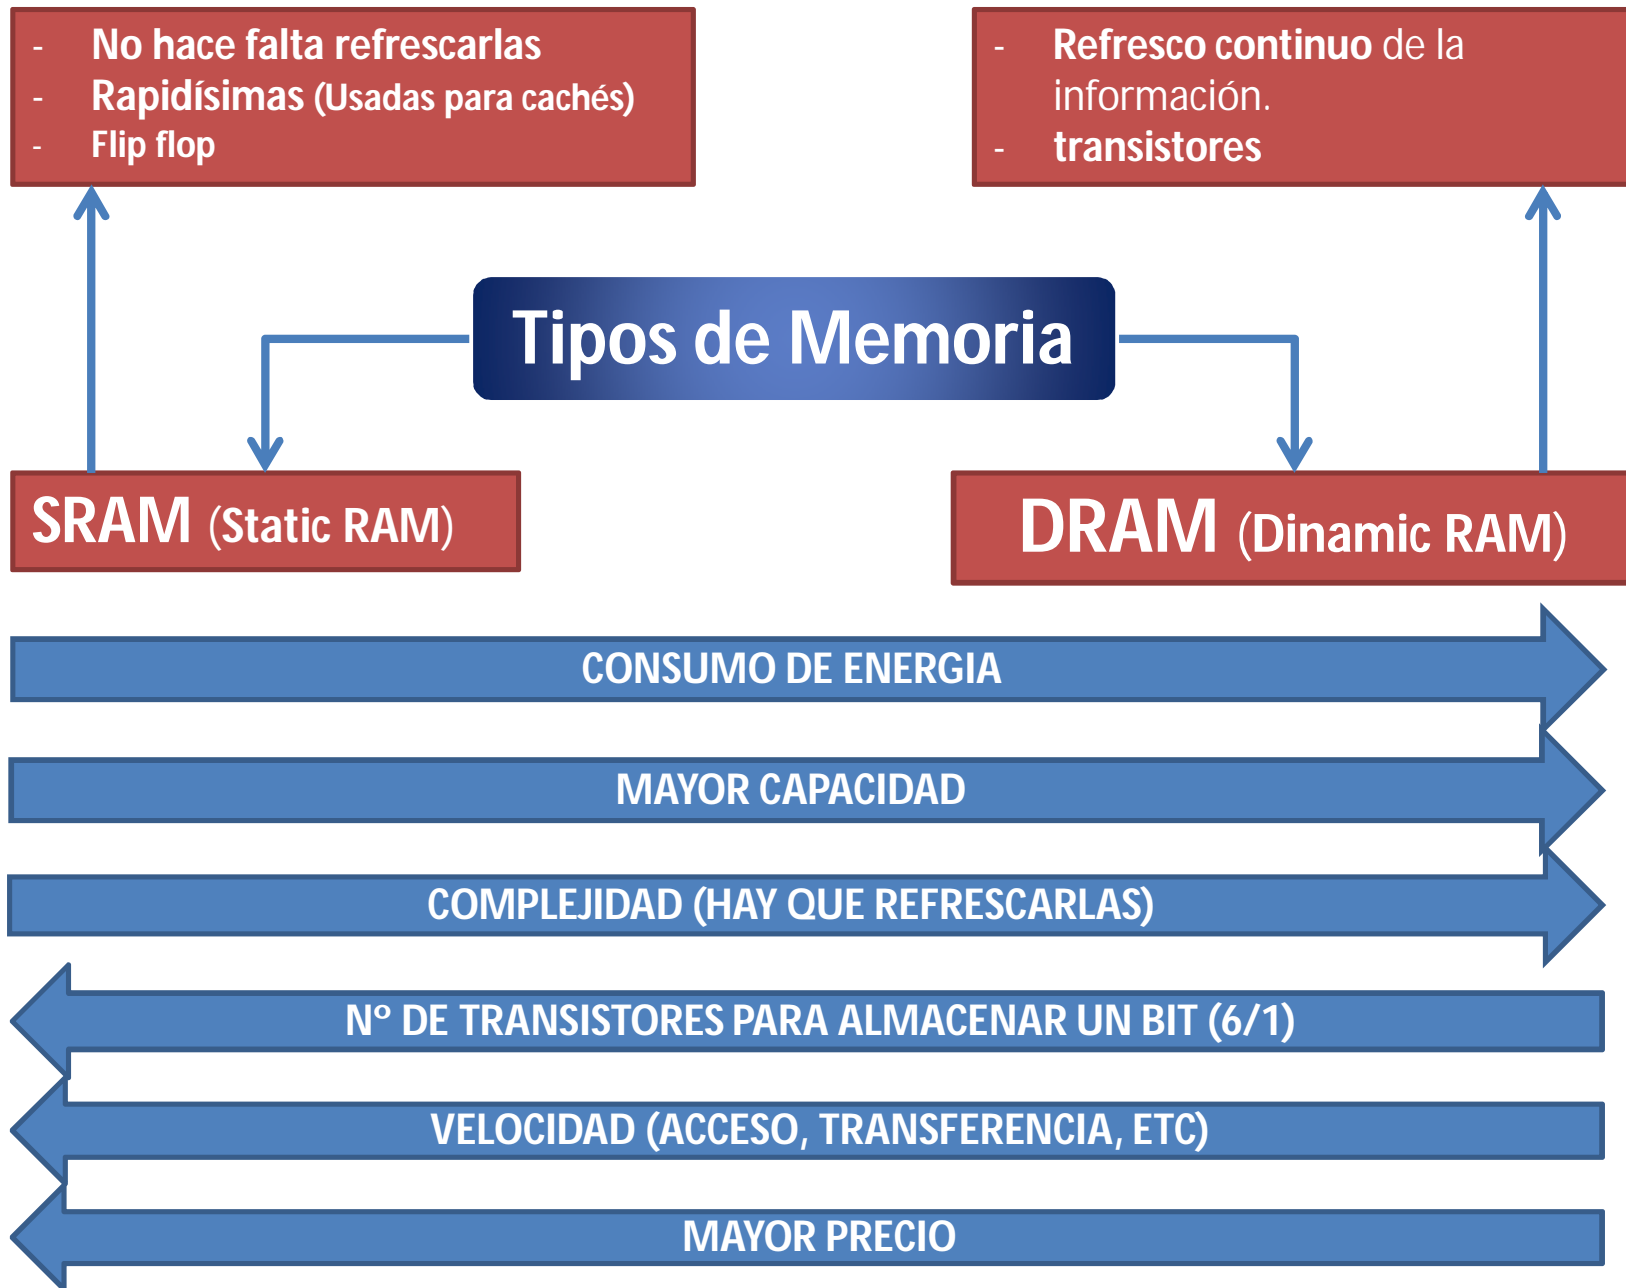 - No hace falta refrescarlas
- Rapidísimas (Usadas para cachés)
- Flip flop
- Refresco continuo de la
información.
- transistores
Tipos de Memoria
SRAM (Static RAM)
DRAM (Dinamic RAM)
CONSUMO DE ENERGIA
MAYOR CAPACIDAD
COMPLEJIDAD (HAY QUE REFRESCARLAS)
Nº DE TRANSISTORES PARA ALMACENAR UN BIT (6/1)
VELOCIDAD (ACCESO, TRANSFERENCIA, ETC)
MAYOR PRECIO